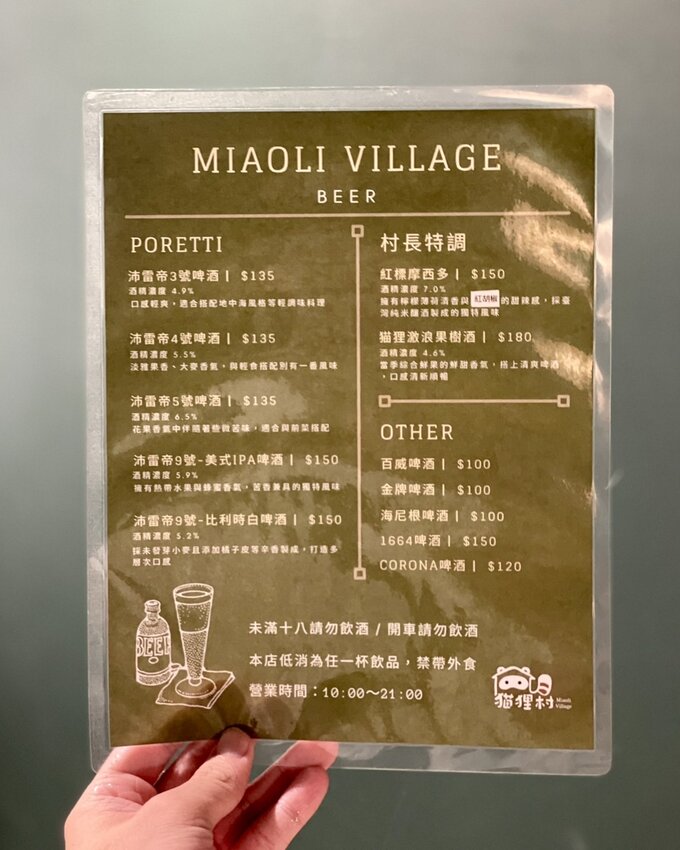 MIAOLI VILLAGE
BEER
PORETTI
沛雷帝3號啤酒 | $135
酒精濃度 4.9%
口感輕爽，適合搭配地中海風格等輕調味料理
沛雷帝4號啤酒 | $135
酒精濃度 5.5%
淡雅果香、大麥香氣，與輕食搭配別有一番風味
沛雷帝5號啤酒 | $135
酒精濃度 6.5%
花果香氣中伴隨著些微苦味，適合與前菜搭配
沛雷帝9號-美式IPA啤酒 | $150
酒精濃度 5.9%
擁有熱帶水果與蜂蜜香氣，苦香兼具的獨特風味
沛雷帝9號-比利時白啤酒 | $150
酒精濃度 5.2%
採未發芽小麥且添加橘子皮等辛香製成，打造多
層次口感
村長特調
紅標摩西多 | $150
酒精濃度 7.0%
擁有檸檬薄荷清香與紅胡椒的甜辣感，採臺
灣純米釀酒製成的獨特風味
猫狸激浪果樹酒 | $180
酒精濃度 4.6%
當季綜合鮮果的鮮甜香氣，搭上清爽啤酒
，口感清新順暢
OTHER
百威啤酒 | $100
金牌啤酒 | $100
海尼根啤酒 | $100
1664啤酒 | $150
CORONA啤酒 | $120
BEER
未滿十八請勿飲酒 / 開車請勿飲酒
本店低消為任一杯飲品，禁帶外食
營業時間：10:00～21:00
猫狸村 Miaoli Village